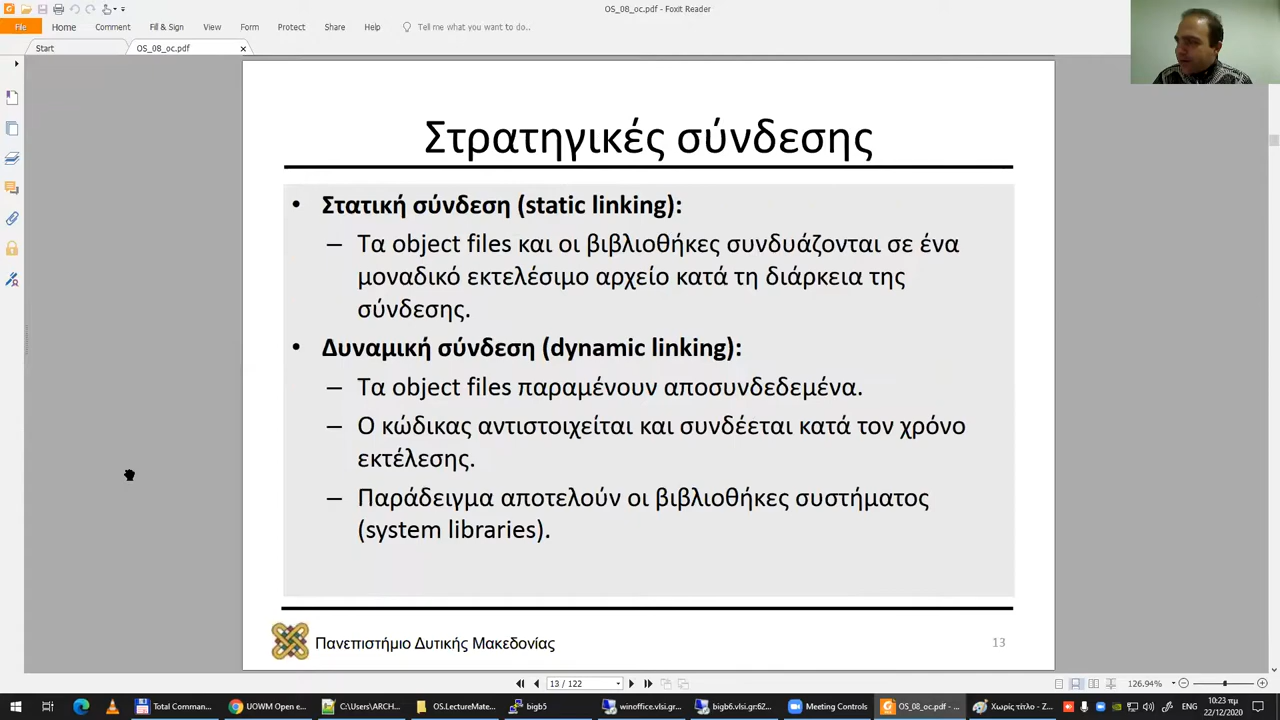 OS_08_oc.pdf - Foxit Reader
File Home Comment Fill & Sign View Form Protect Share Help Tell me what you want to do...
Start OS_08_oc.pdf
Στρατηγικές σύνδεσης
• Στατική σύνδεση (static linking):
– Τα object files και οι βιβλιοθήκες συνδυάζονται σε ένα
μοναδικό εκτελέσιμο αρχείο κατά τη διάρκεια της
σύνδεσης.
• Δυναμική σύνδεση (dynamic linking):
– Τα object files παραμένουν αποσυνδεδεμένα.
– Ο κώδικας αντιστοιχείται και συνδέεται κατά τον χρόνο
εκτέλεσης.
– Παράδειγμα αποτελούν οι βιβλιοθήκες συστήματος
(system libraries).
Πανεπιστήμιο Δυτικής Μακεδονίας
13
13 / 122
126.94%
Total Comman... UOWM Open e... C:\Users\ARCH... OS.LectureMate... bigb5 winoffice.vlsi.gr... bigb6.vlsi.gr:62... Meeting Controls OS_08_oc.pdf - ... Χωρίς τίτλο - Ζ...
10:23 πμ
22/12/2020